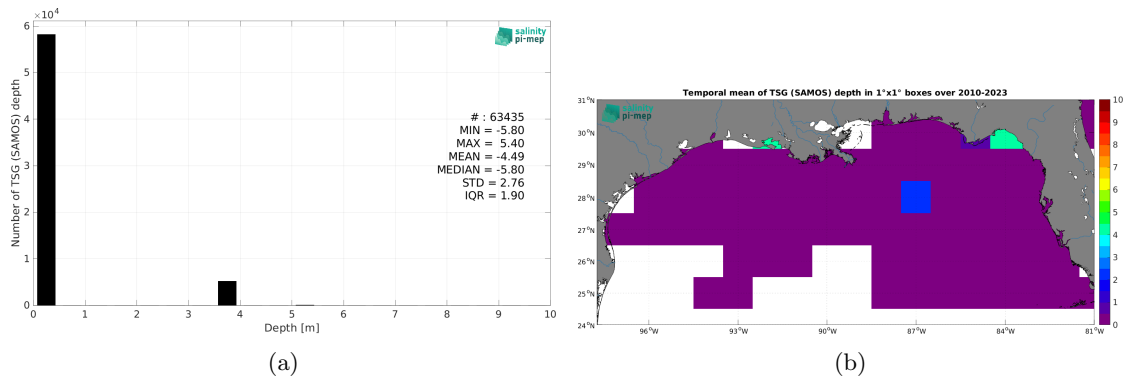 ×10⁴
6
5
4
3
2
1
0
Number of TSG (SAMOS) depth
salinity
pi-mep
# : 63435
MIN = -5.80
MAX = 5.40
MEAN = -4.49
MEDIAN = -5.80
STD = 2.76
IQR = 1.90
0 1 2 3 4 5 6 7 8 9 10
Depth [m]
(a)
Temporal mean of TSG (SAMOS) depth in 1°x1° boxes over 2010-2023
salinity
pi-mep
31°N
30°N
29°N
28°N
27°N
26°N
25°N
24°N
96°W 93°W 90°W 87°W 84°W 81°W
10
9
8
7
6
5
4
3
2
1
0
(b)